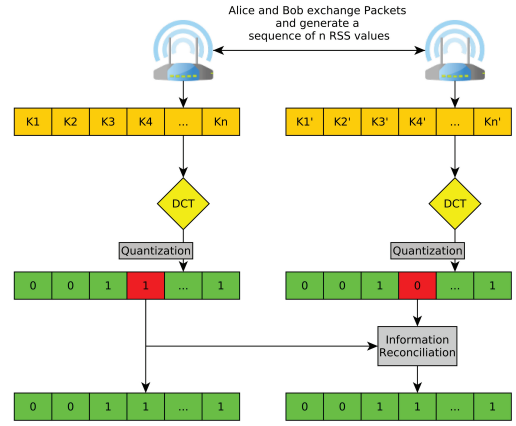 Alice and Bob exchange Packets
and generate a
sequence of n RSS values
K1 K2 K3 K4 ... Kn
K1' K2' K3' K4' ... Kn'
DCT
DCT
Quantization
Quantization
0 0 1 1 ... 1
0 0 1 0 ... 1
Information
Reconciliation
0 0 1 1 ... 1
0 0 1 1 ... 1